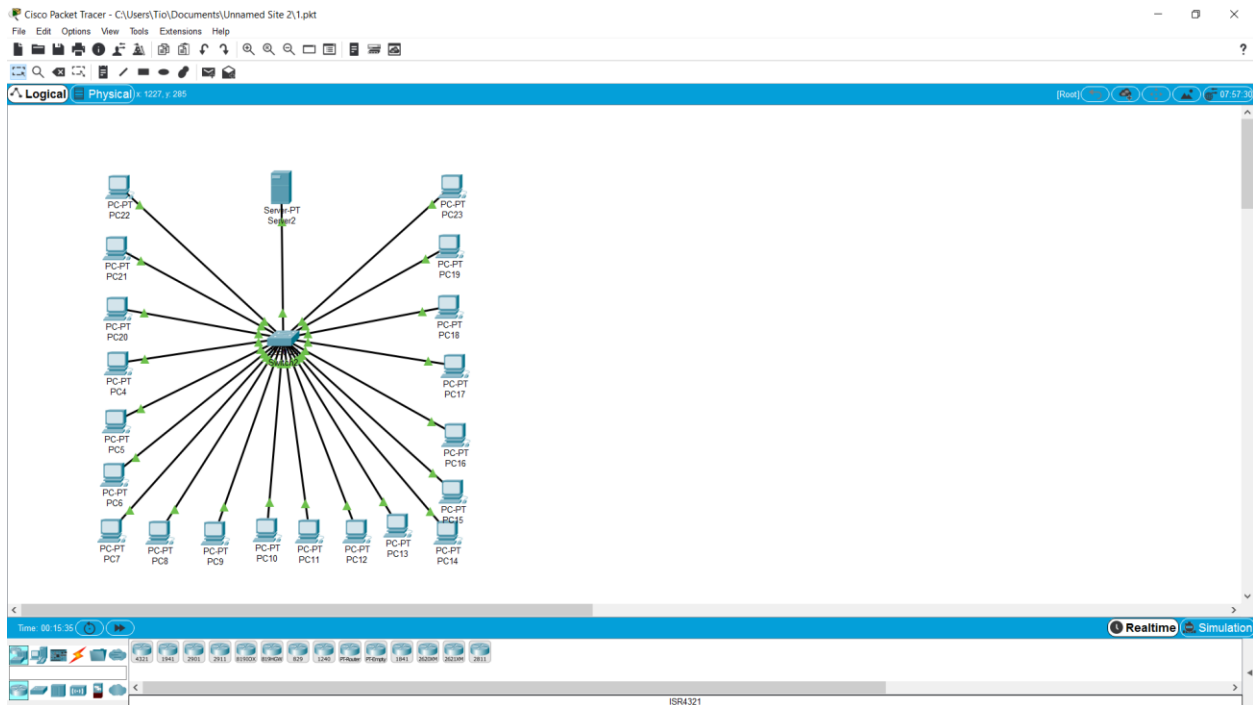 Cisco Packet Tracer - C:\Users\Tio\Documents\Unnamed Site 2\1.pkt
File Edit Options View Tools Extensions Help
?
Logical Physical x: 1227, y: 285 [Root] 07:57:30
PC-PT
PC22
Server-PT
Server2
PC-PT
PC23
PC-PT
PC21
PC-PT
PC19
PC-PT
PC20
PC-PT
PC18
PC-PT
PC4
PC-PT
PC17
PC-PT
PC5
PC-PT
PC16
PC-PT
PC6
PC-PT
PC15
PC-PT
PC7
PC-PT
PC8
PC-PT
PC9
PC-PT
PC10
PC-PT
PC11
PC-PT
PC12
PC-PT
PC13
PC-PT
PC14
Time: 00:15:35 Realtime Simulation
4321 1941 2901 2911 819IOX 819HGW 829 1240 PT-Router PT-Empty 1841 2620XM 2621XM 2811
ISR4321